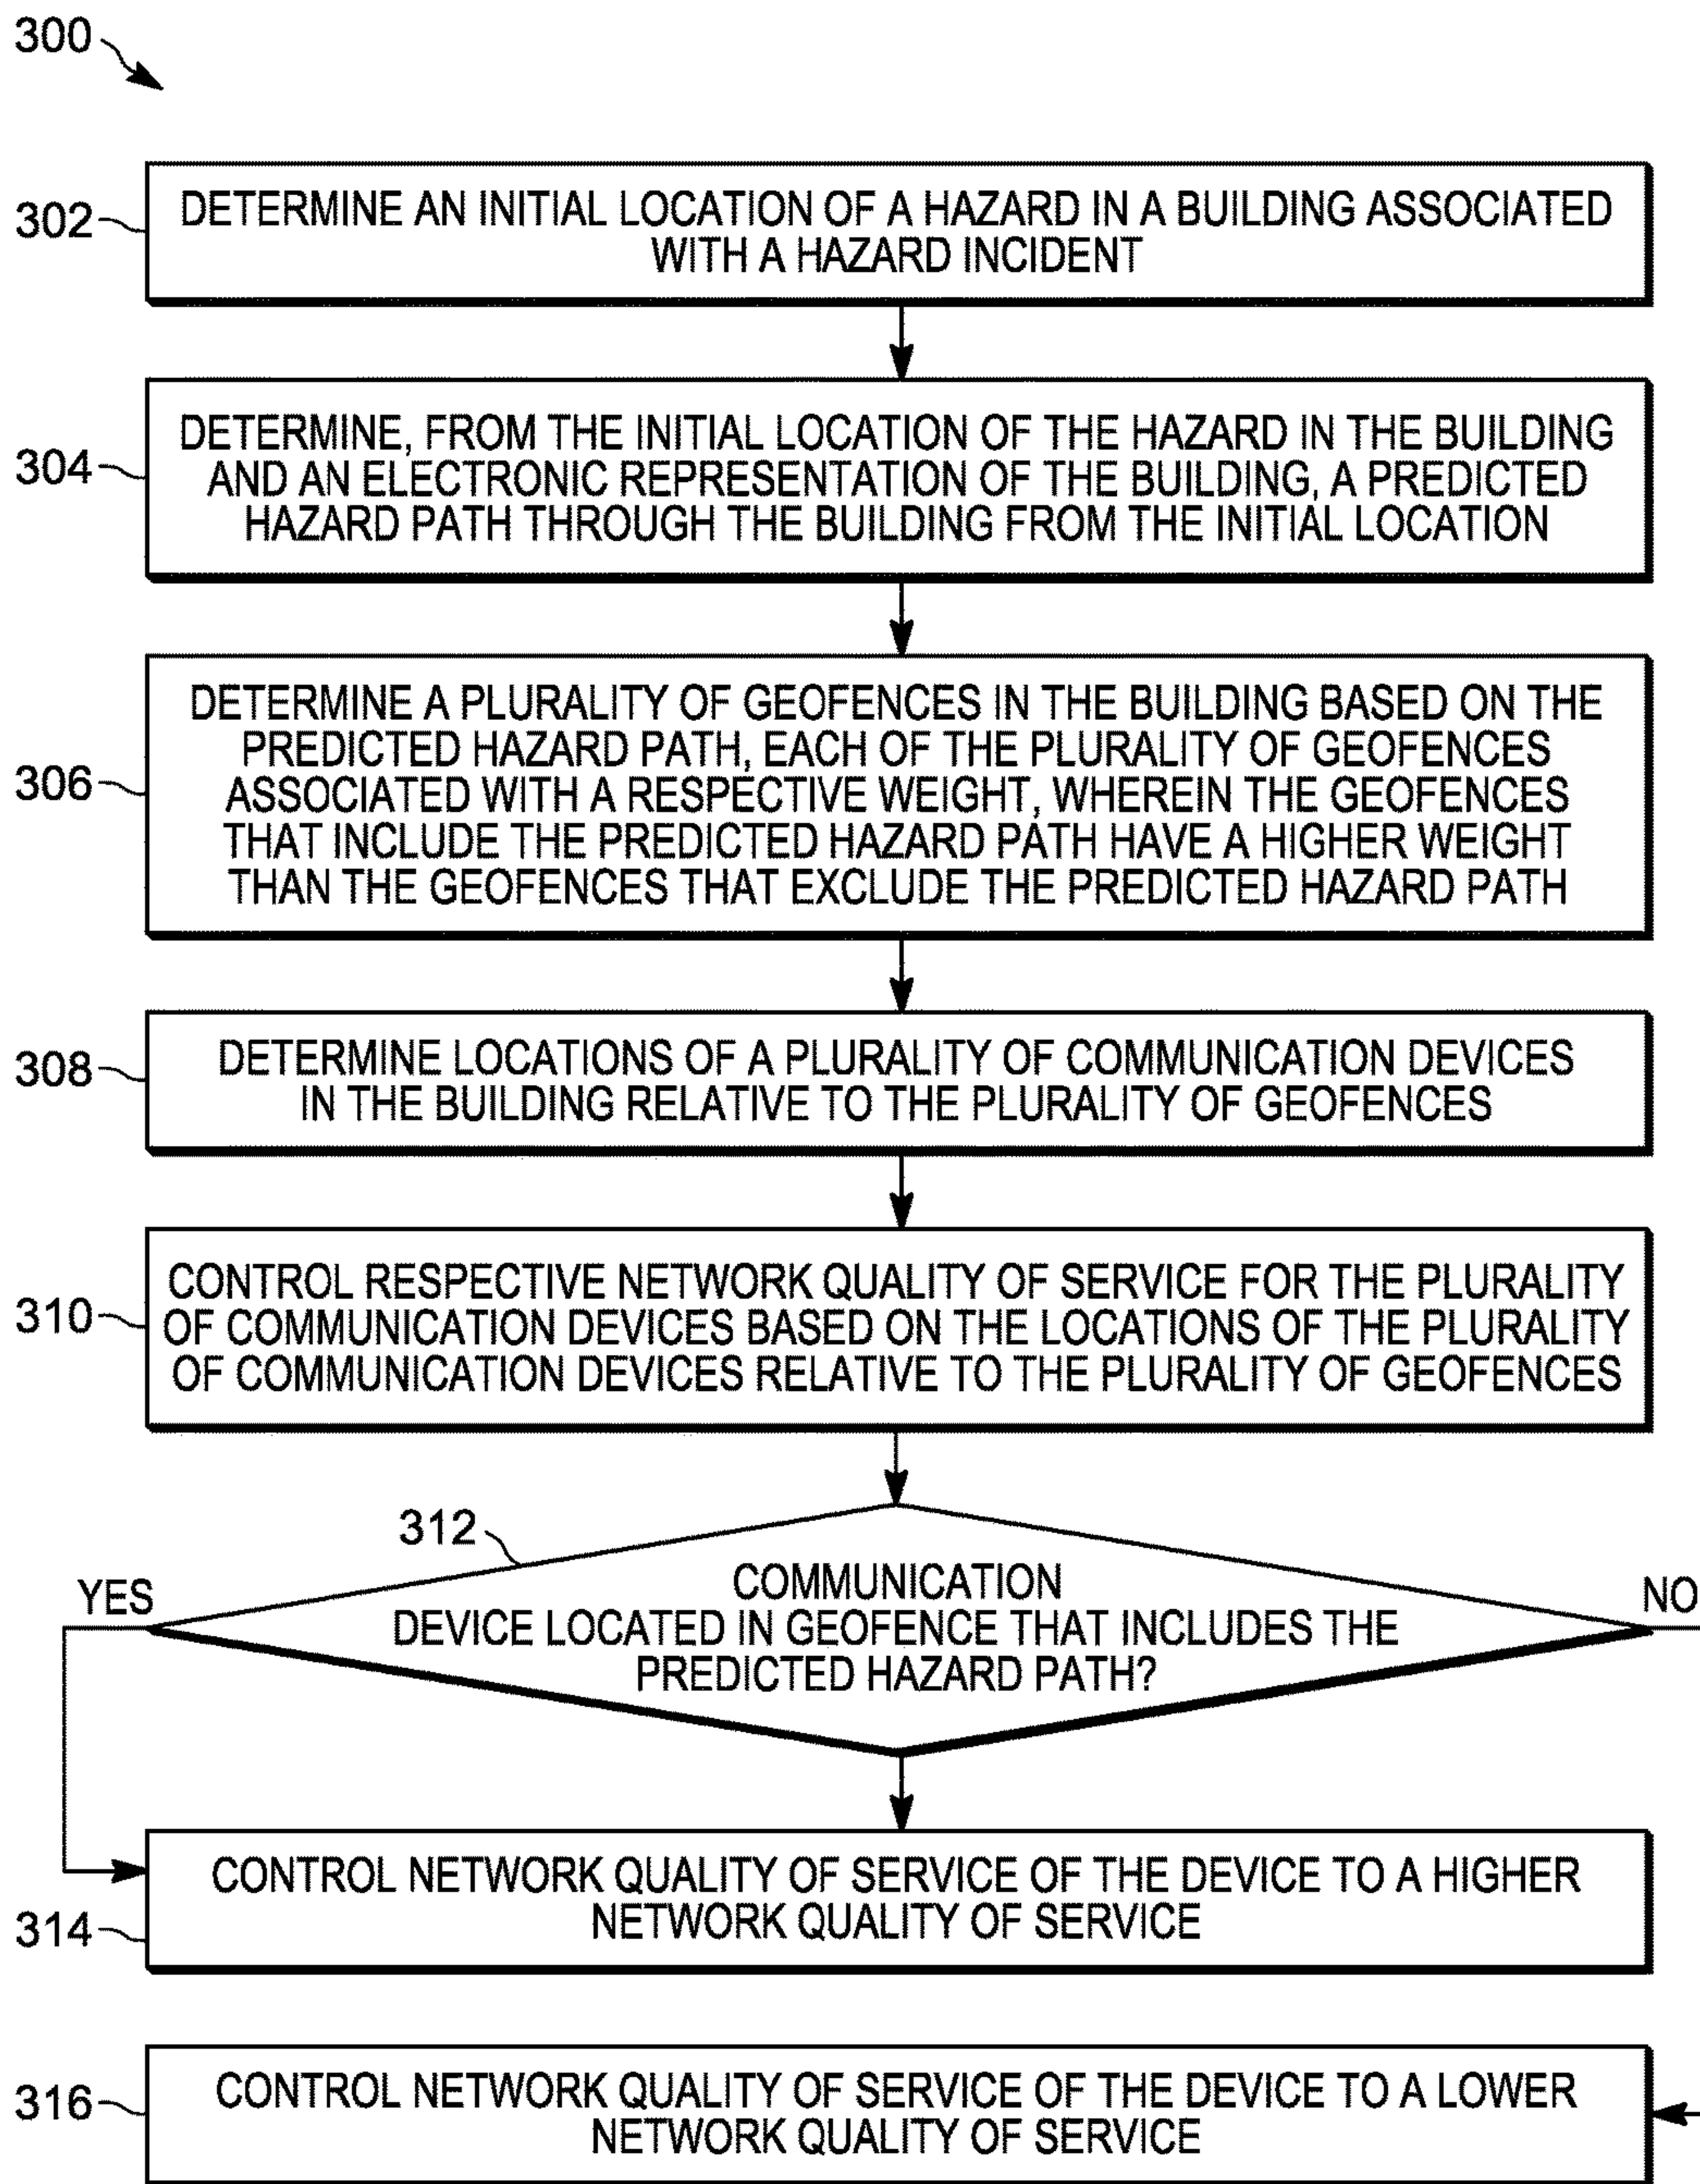 300
302
DETERMINE AN INITIAL LOCATION OF A HAZARD IN A BUILDING ASSOCIATED
WITH A HAZARD INCIDENT
304
DETERMINE, FROM THE INITIAL LOCATION OF THE HAZARD IN THE BUILDING
AND AN ELECTRONIC REPRESENTATION OF THE BUILDING, A PREDICTED
HAZARD PATH THROUGH THE BUILDING FROM THE INITIAL LOCATION
306
DETERMINE A PLURALITY OF GEOFENCES IN THE BUILDING BASED ON THE
PREDICTED HAZARD PATH, EACH OF THE PLURALITY OF GEOFENCES
ASSOCIATED WITH A RESPECTIVE WEIGHT, WHEREIN THE GEOFENCES
THAT INCLUDE THE PREDICTED HAZARD PATH HAVE A HIGHER WEIGHT
THAN THE GEOFENCES THAT EXCLUDE THE PREDICTED HAZARD PATH
308
DETERMINE LOCATIONS OF A PLURALITY OF COMMUNICATION DEVICES
IN THE BUILDING RELATIVE TO THE PLURALITY OF GEOFENCES
310
CONTROL RESPECTIVE NETWORK QUALITY OF SERVICE FOR THE PLURALITY
OF COMMUNICATION DEVICES BASED ON THE LOCATIONS OF THE PLURALITY
OF COMMUNICATION DEVICES RELATIVE TO THE PLURALITY OF GEOFENCES
312
YES
COMMUNICATION
DEVICE LOCATED IN GEOFENCE THAT INCLUDES THE
PREDICTED HAZARD PATH?
NO
314
CONTROL NETWORK QUALITY OF SERVICE OF THE DEVICE TO A HIGHER
NETWORK QUALITY OF SERVICE
316
CONTROL NETWORK QUALITY OF SERVICE OF THE DEVICE TO A LOWER
NETWORK QUALITY OF SERVICE